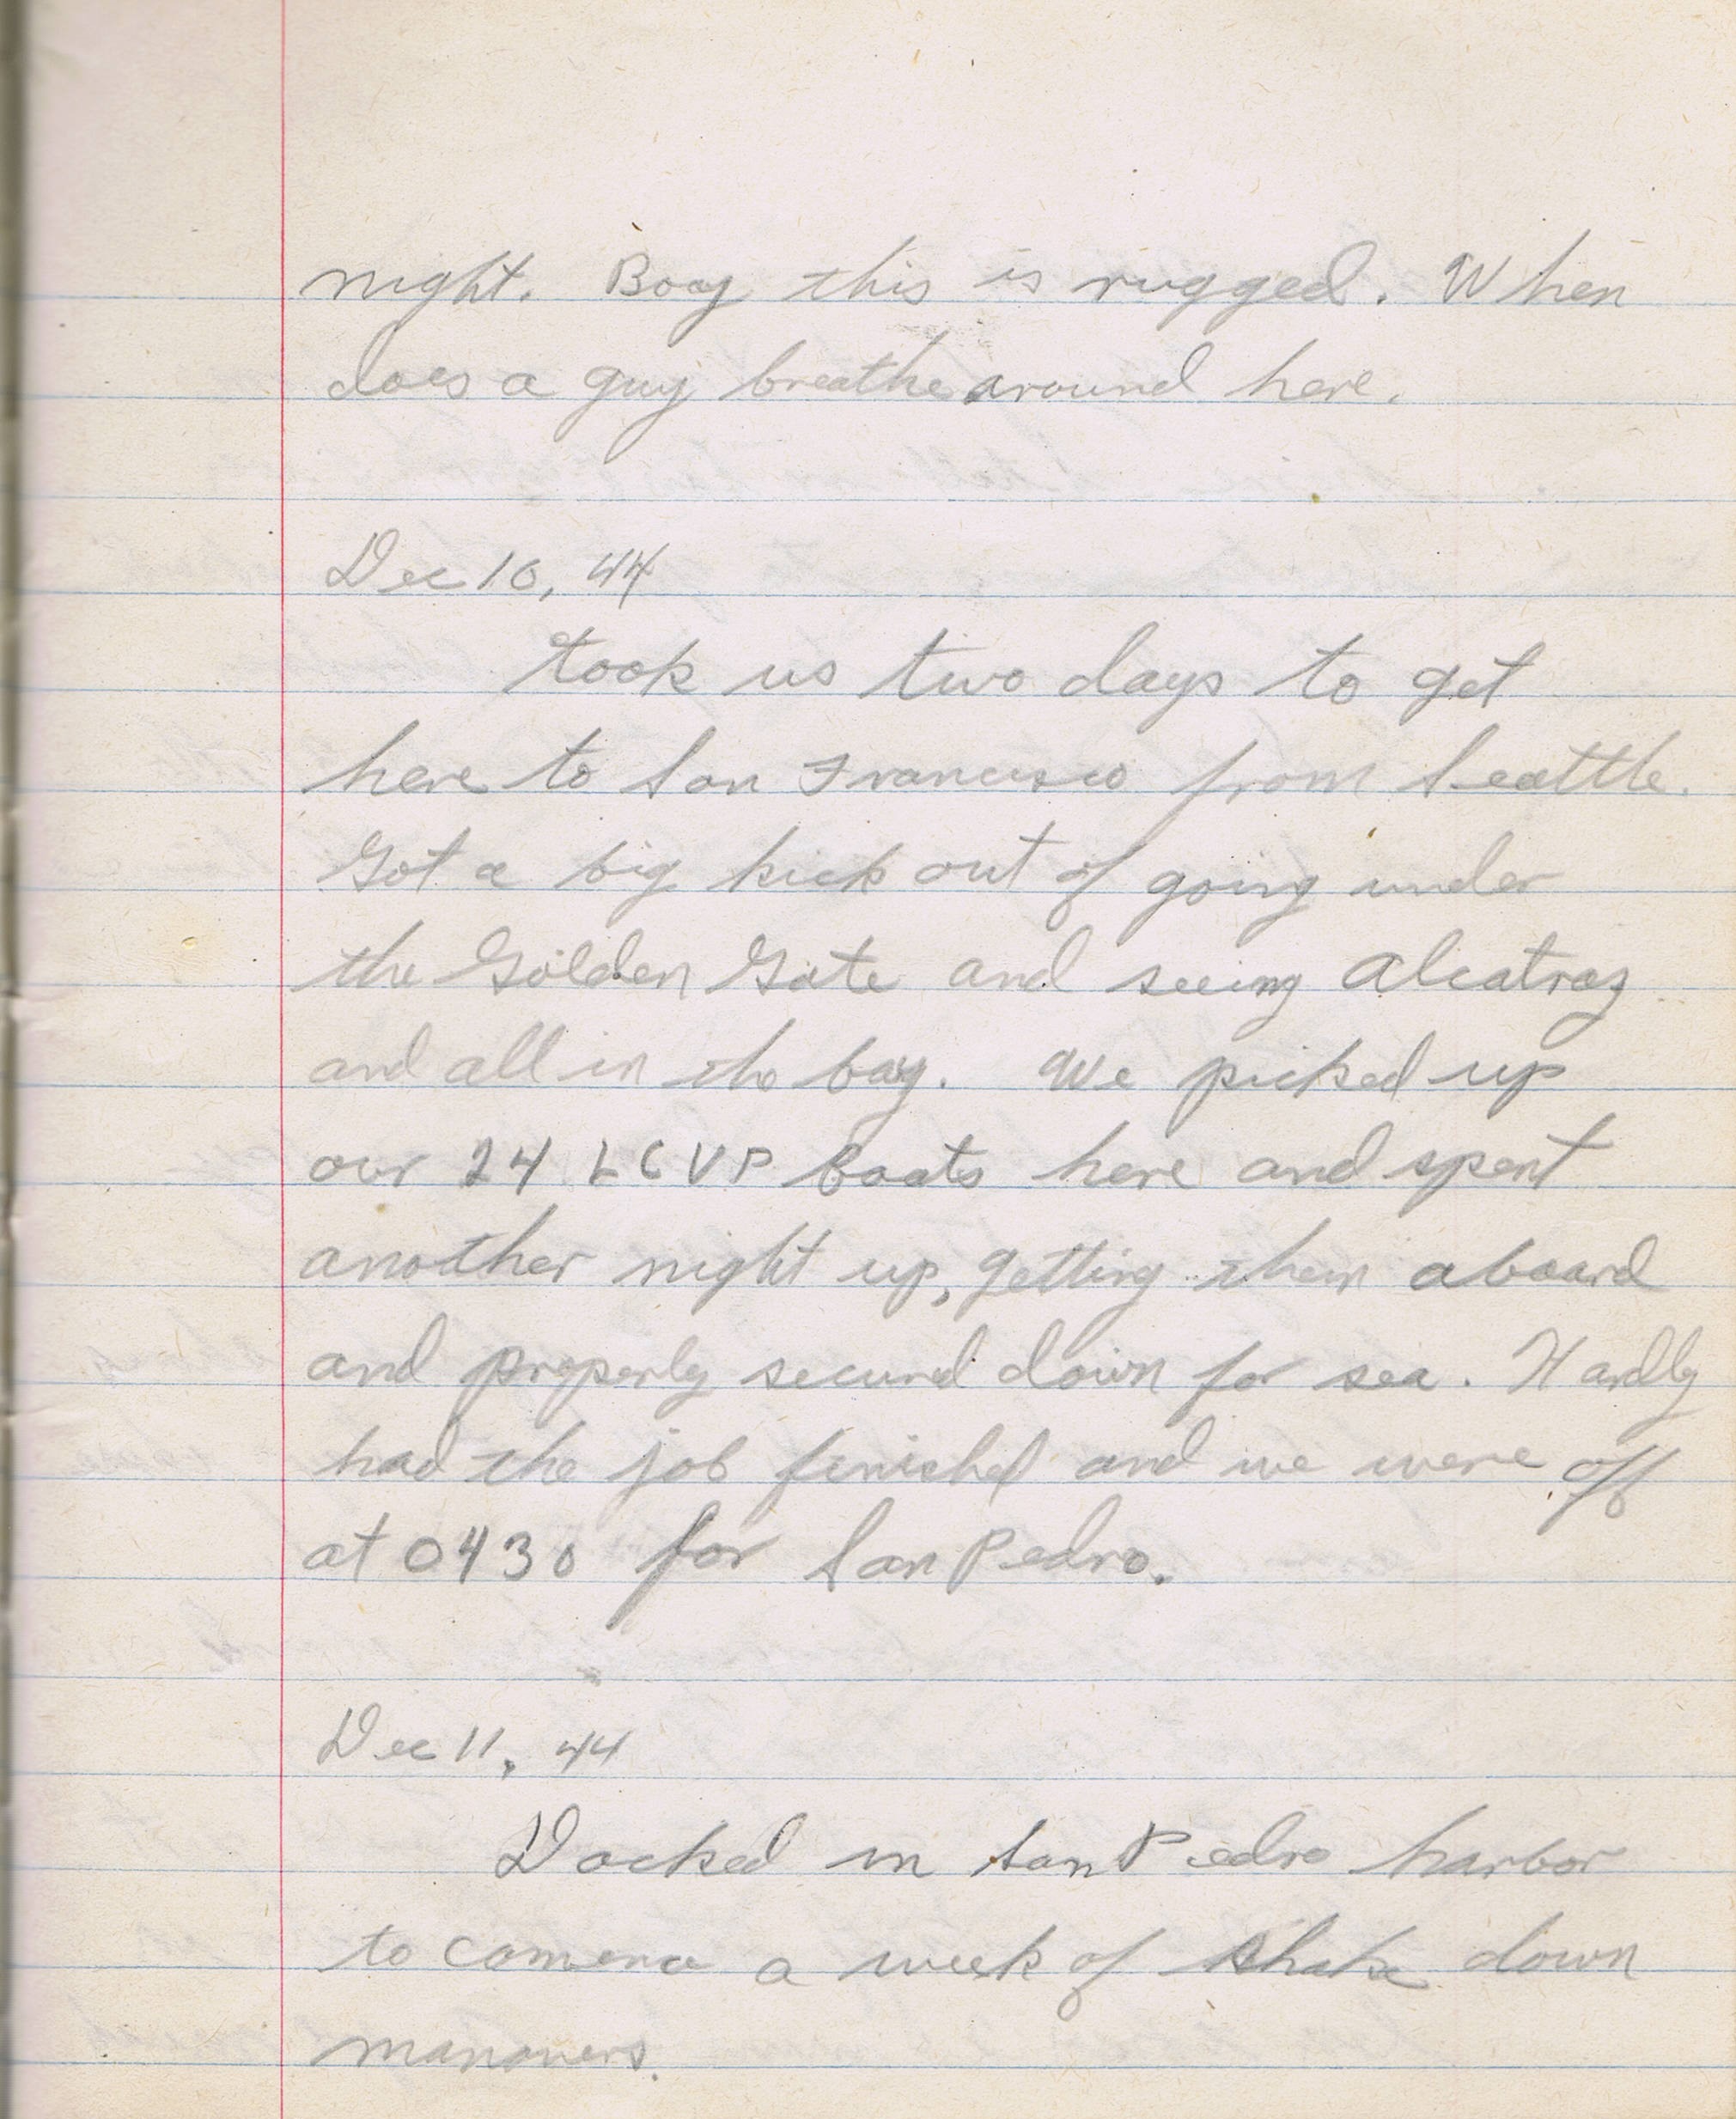 night. Boay this is rugged. When
does a guy breathe around here.
Dec 10, 44
Took us two days to get
here to San Francisco from Seattle.
Got a big kick out of going under
the Golden Gate and seeing Alcatraz
and all in the bay. We picked up
our 24 LCVP Boats here and spent
another night up, getting them aboard
and properly secured down for sea. Hardly
had the job finished and we were off
at 0430 for San Pedro.
Dec 11, 44
Docked in San Pedro harbor
to comence a week of shake down
manovers.